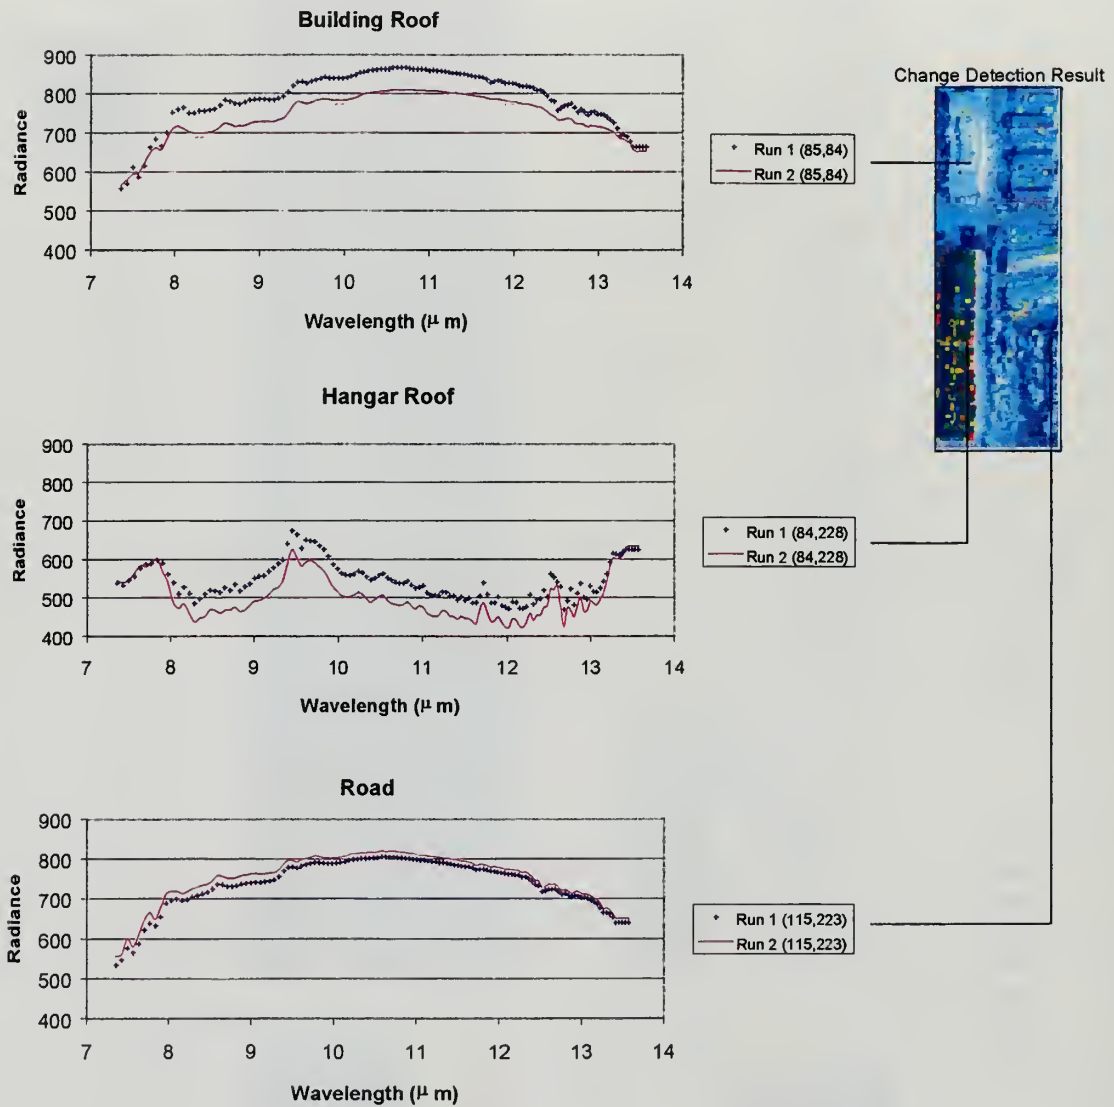 Building Roof
900
800
700
600
500
400
Radiance
7 8 9 10 11 12 13 14
Wavelength (μ m)
Run 1 (85,84)
Run 2 (85,84)
Change Detection Result
Hangar Roof
900
800
700
600
500
400
Radiance
7 8 9 10 11 12 13 14
Wavelength (μ m)
Run 1 (84,228)
Run 2 (84,228)
Road
900
800
700
600
500
400
Radiance
7 8 9 10 11 12 13 14
Wavelength (μ m)
Run 1 (115,223)
Run 2 (115,223)